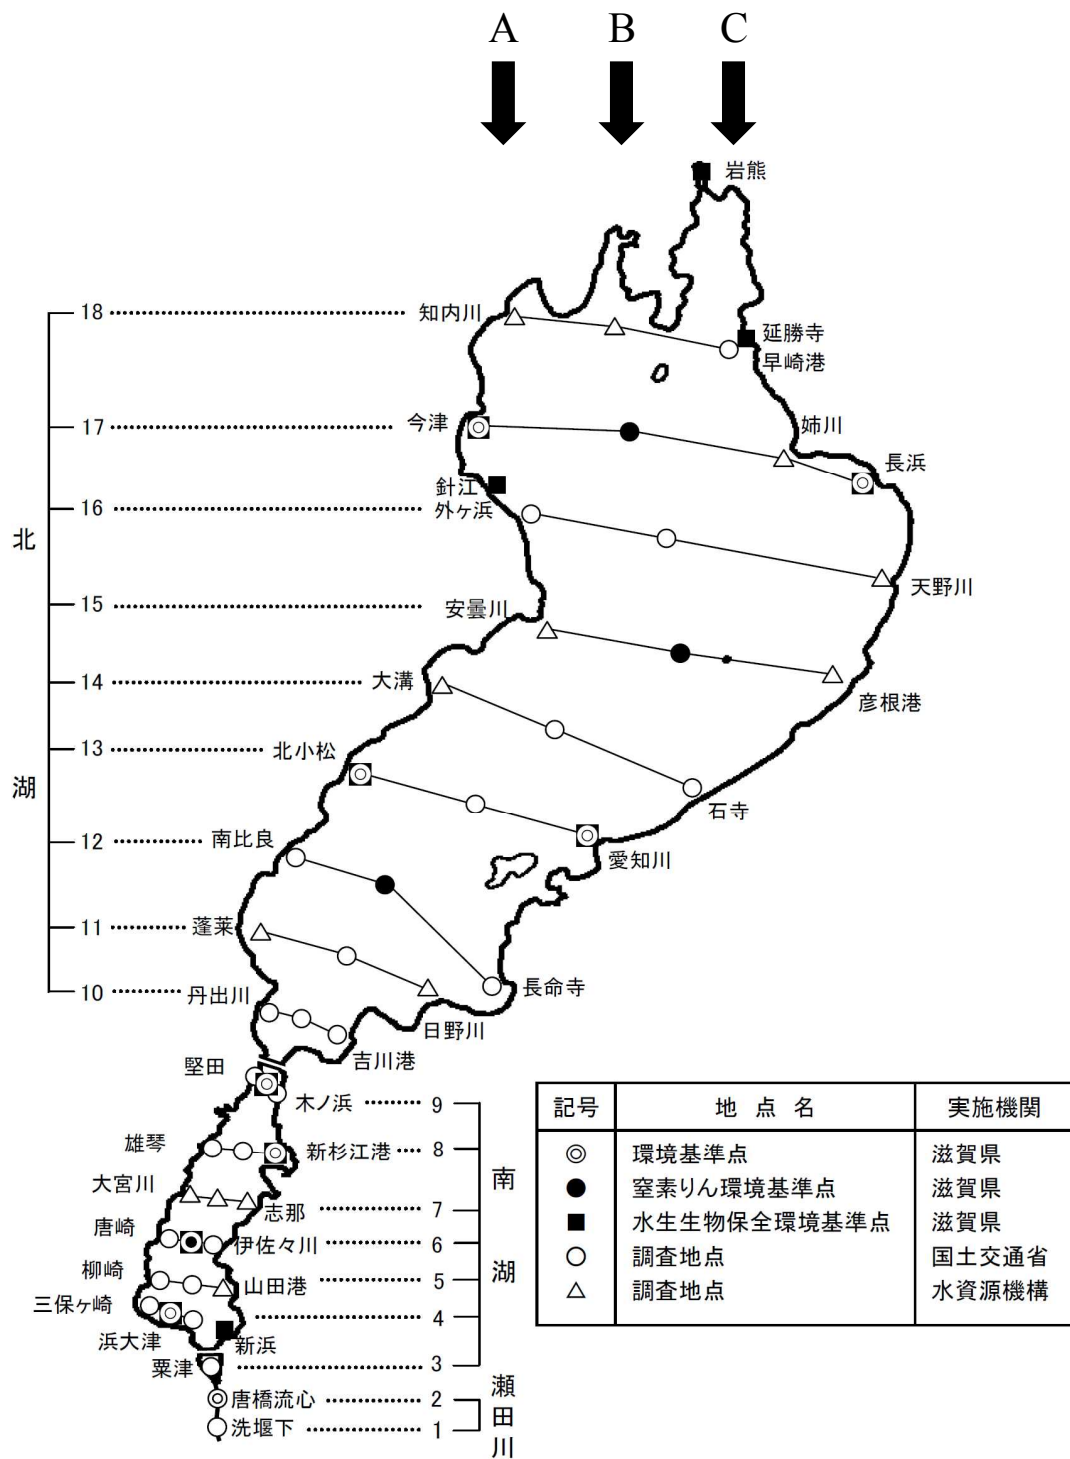 A B C
岩熊
18 知内川
延勝寺
早崎港
17 今津
姉川
長浜
針江
16 外ヶ浜
北
天野川
15 安曇川
14 大溝
彦根港
13 北小松
湖
石寺
12 南比良
愛知川
11 蓬莱
10 丹出川
長命寺
日野川
吉川港
堅田
木ノ浜 9
雄琴
新杉江港 8
南
大宮川
志那 7
唐崎
伊佐々川 6
湖
柳崎
山田港 5
三保ヶ崎
4
浜大津
新浜
粟津 3
瀬田川
唐橋流心 2
洗堰下 1
記号 地点名 実施機関
◎ 環境基準点 滋賀県
● 窒素りん環境基準点 滋賀県
■ 水生生物保全環境基準点 滋賀県
○ 調査地点 国土交通省
△ 調査地点 水資源機構